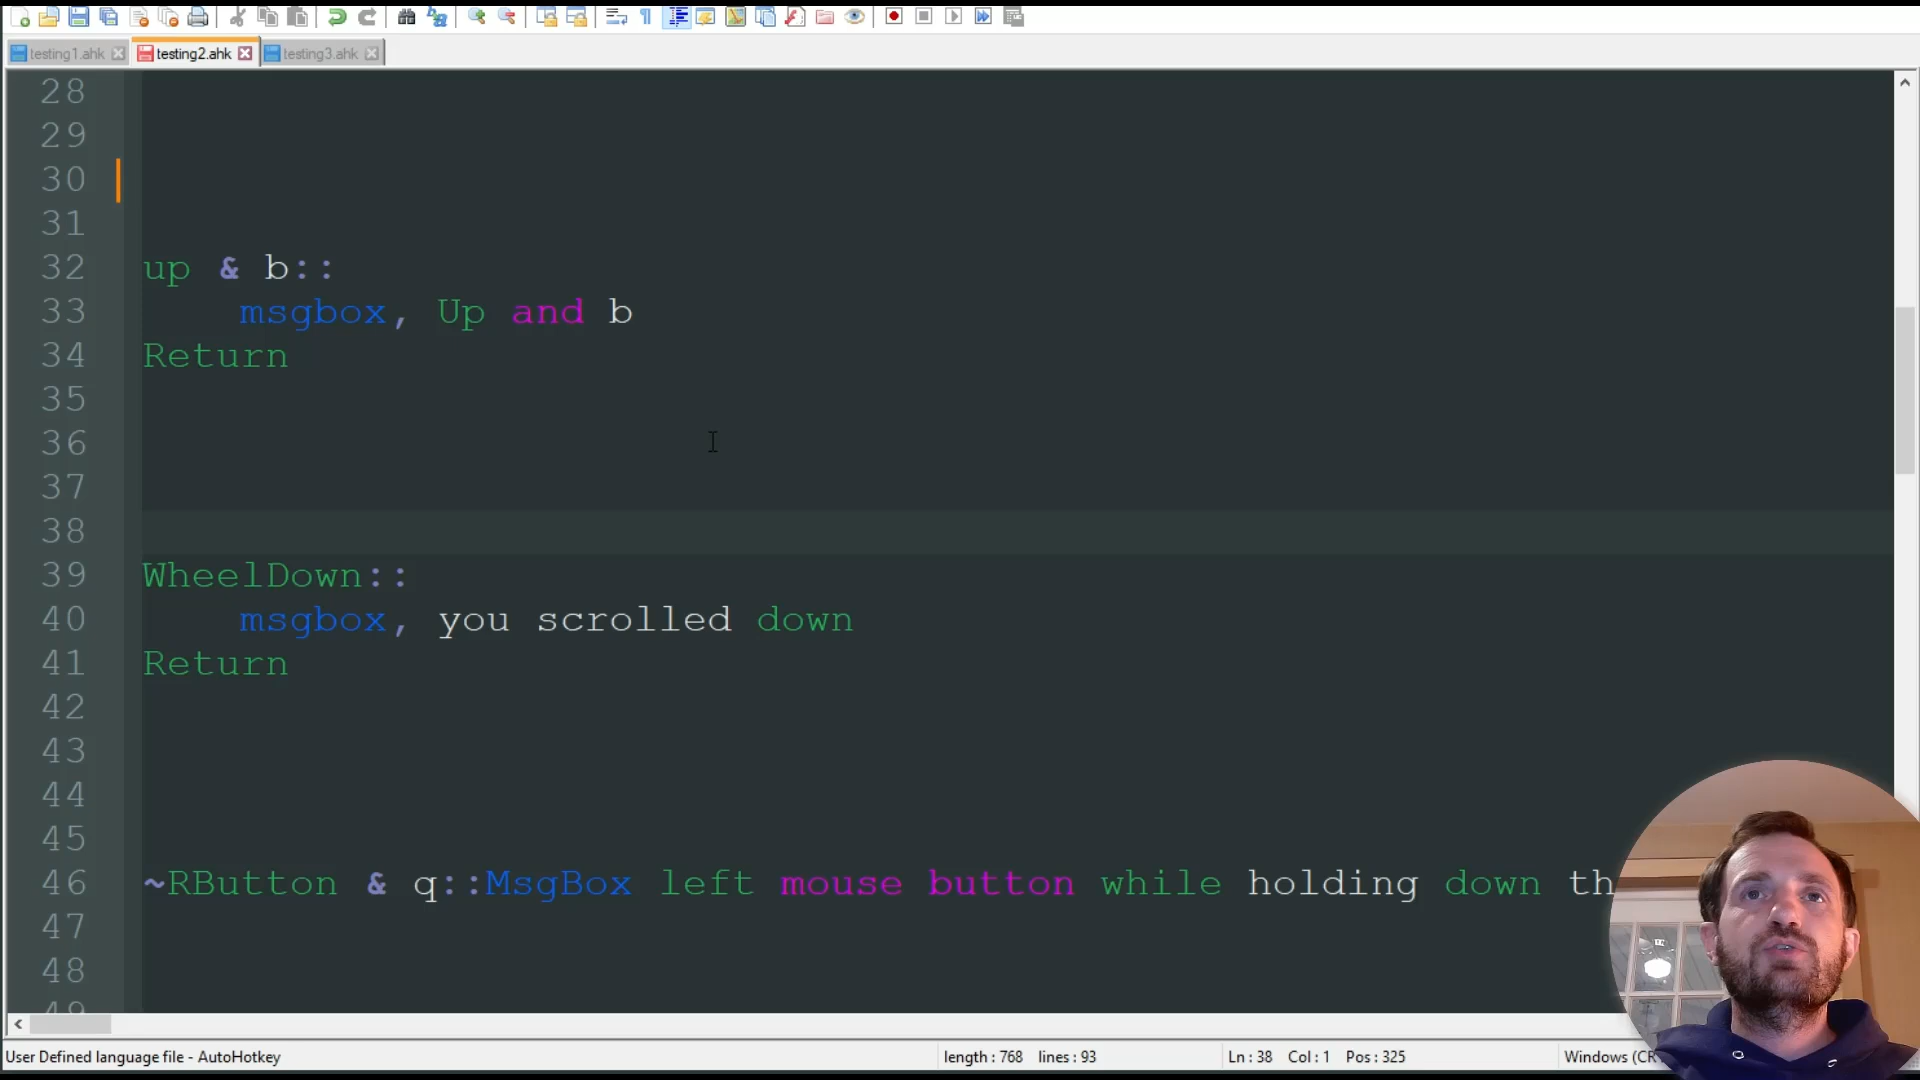 testing1.ahk testing2.ahk testing3.ahk
28
29
30
31
32 up & b::
33 msgbox, Up and b
34 Return
35
36
37
38
39 WheelDown::
40 msgbox, you scrolled down
41 Return
42
43
44
45
46 ~RButton & q::MsgBox left mouse button while holding down th
47
48
49
User Defined language file - AutoHotkey length : 768 lines : 93 Ln : 38 Col : 1 Pos : 325 Windows (CR